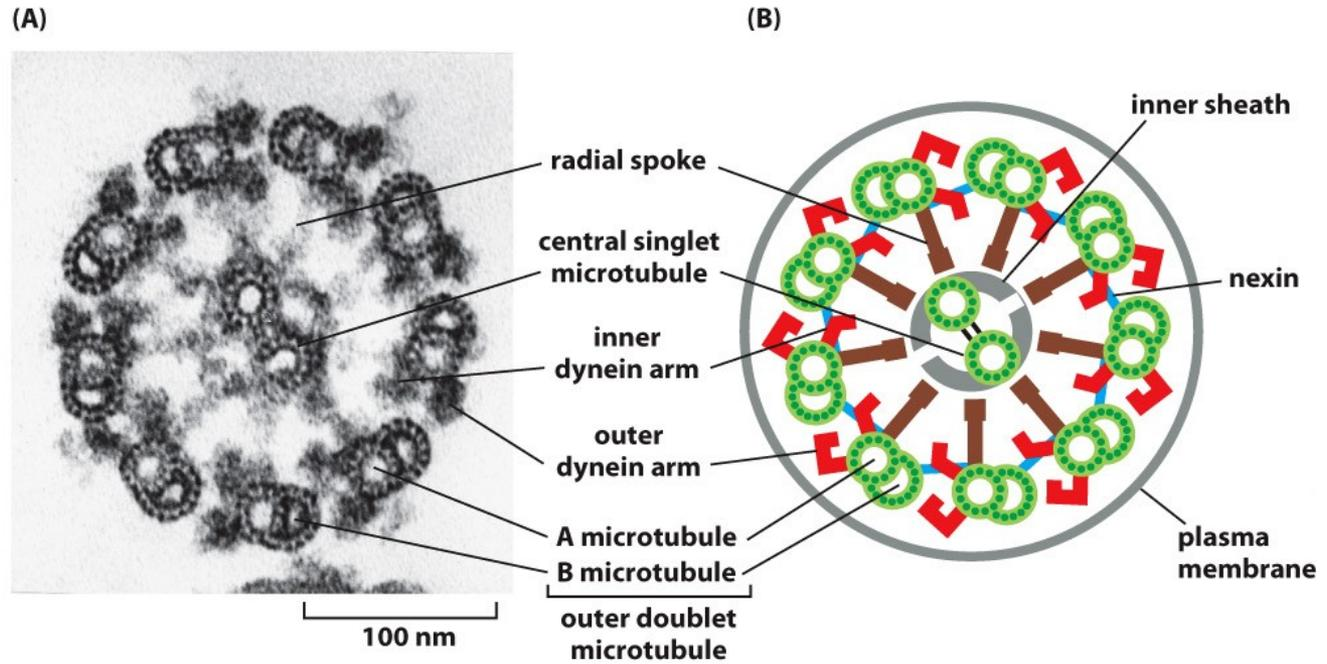 (A)
(B)
inner sheath
radial spoke
central singlet
microtubule
nexin
inner
dynein arm
outer
dynein arm
A microtubule
B microtubule
plasma
membrane
outer doublet
microtubule
100 nm